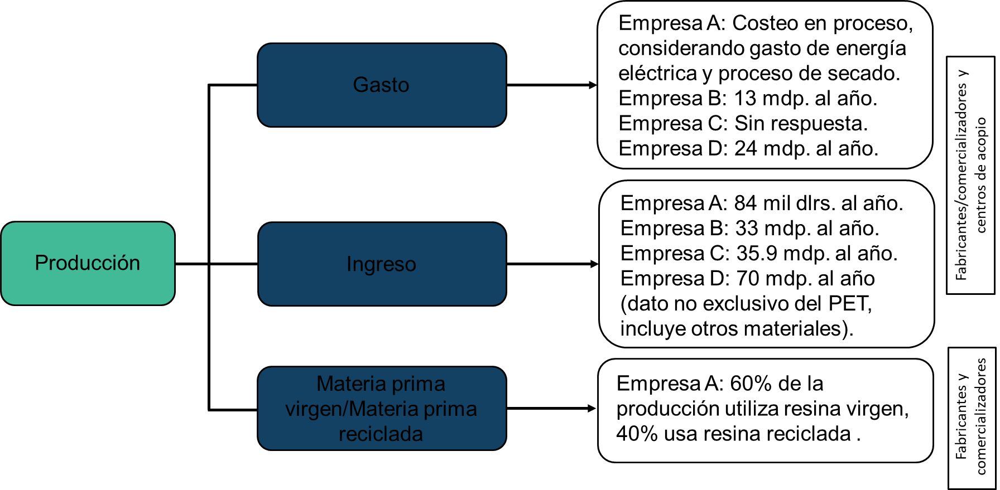 Producción
Gasto
Empresa A: Costeo en proceso,
considerando gasto de energía
eléctrica y proceso de secado.
Empresa B: 13 mdp. al año.
Empresa C: Sin respuesta.
Empresa D: 24 mdp. al año.
Ingreso
Empresa A: 84 mil dlrs. al año.
Empresa B: 33 mdp. al año.
Empresa C: 35.9 mdp. al año.
Empresa D: 70 mdp. al año
(dato no exclusivo del PET,
incluye otros materiales).
Fabricantes/comercializadores y
centros de acopio
Materia prima
virgen/Materia prima
reciclada
Empresa A: 60% de la
producción utiliza resina virgen,
40% usa resina reciclada .
Fabricantes y
comercializadores